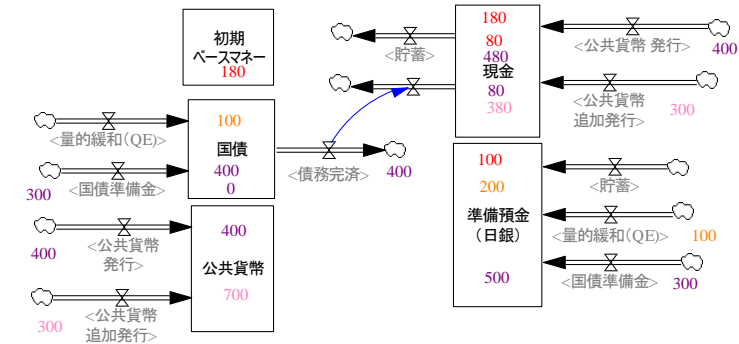 初期
ベースマネー
180
<量的緩和（QE)>
300
<国債準備金>
100
国債
400
0
<債務完済>
400
400
<公共貨幣
発行>
300
<公共貨幣
追加発行>
400
公共貨幣
700
<貯蓄>
180
80
480
現金
80
380
<公共貨幣 発行>
400
<公共貨幣
追加発行>
300
100
200
準備預金
（日銀）
500
<貯蓄>
<量的緩和（QE)>
100
<国債準備金>
300